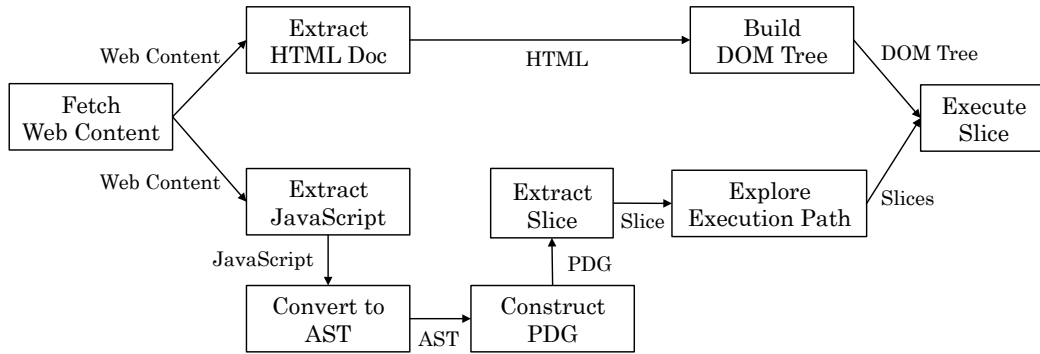 Extract
HTML Doc
Build
DOM Tree
Web Content
HTML
DOM Tree
Fetch
Web Content
Execute
Slice
Web Content
Extract
JavaScript
Extract
Slice
Slice
Explore
Execution Path
Slices
JavaScript
PDG
Convert to
AST
AST
Construct
PDG